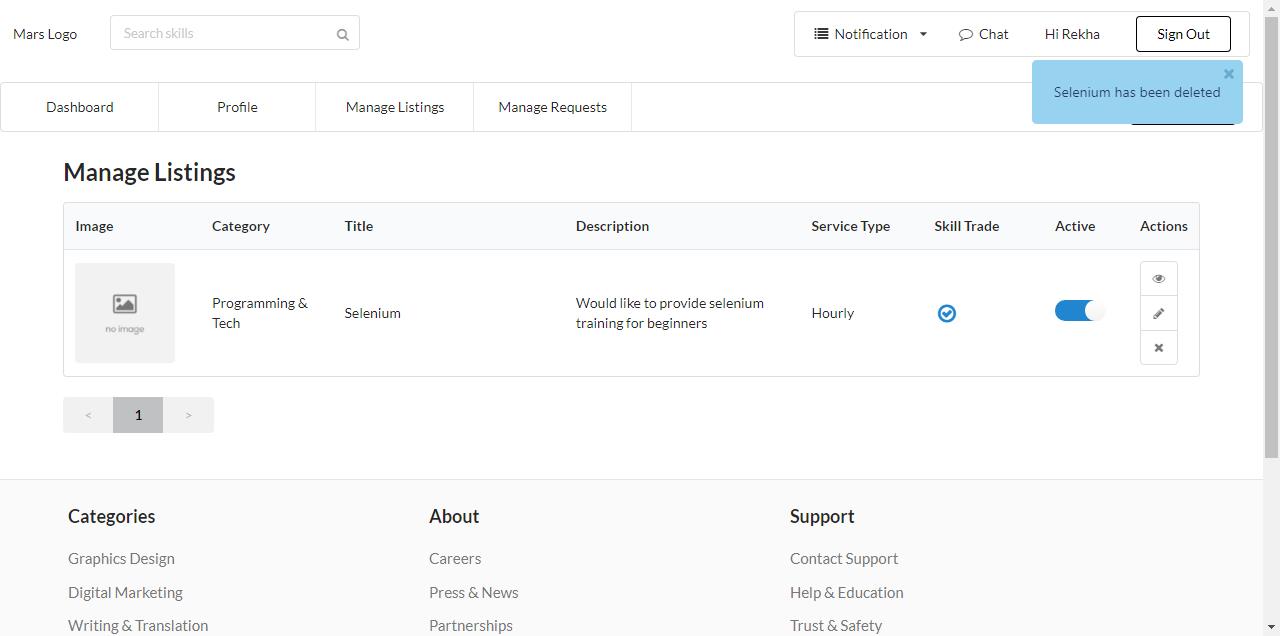 Mars Logo
Search skills
Notification
Chat
Hi Rekha
Sign Out
Selenium has been deleted
Dashboard
Profile
Manage Listings
Manage Requests
Manage Listings
Image
Category
Title
Description
Service Type
Skill Trade
Active
Actions
no image
Programming &
Tech
Selenium
Would like to provide selenium
training for beginners
Hourly
<
1
>
Categories
About
Support
Graphics Design
Careers
Contact Support
Digital Marketing
Press & News
Help & Education
Writing & Translation
Partnerships
Trust & Safety